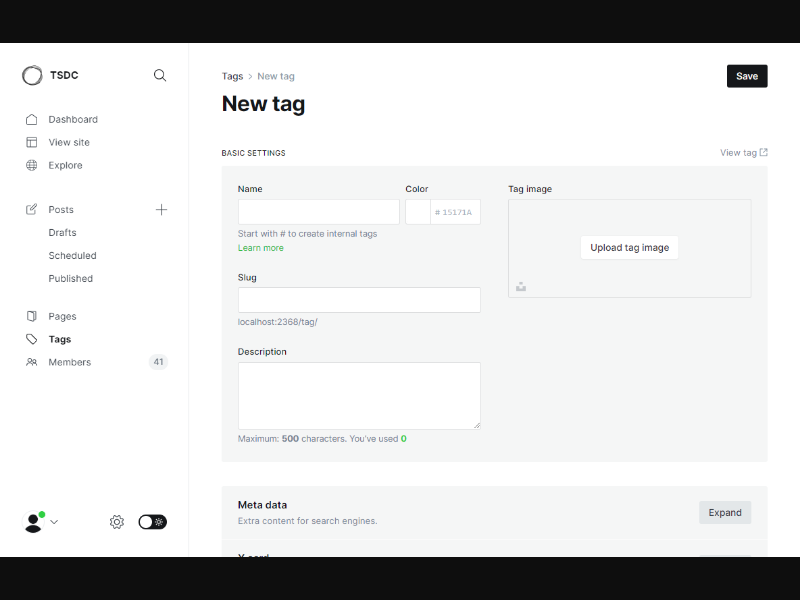 TSDC
Dashboard
View site
Explore
Posts
Drafts
Scheduled
Published
Pages
Tags
Members 41
Tags > New tag
Save
New tag
BASIC SETTINGS
View tag
Name
Color
# 15171A
Start with # to create internal tags
Learn more
Slug
localhost:2368/tag/
Description
Maximum: 500 characters. You've used 0
Tag image
Upload tag image
Meta data
Extra content for search engines.
Expand
X card